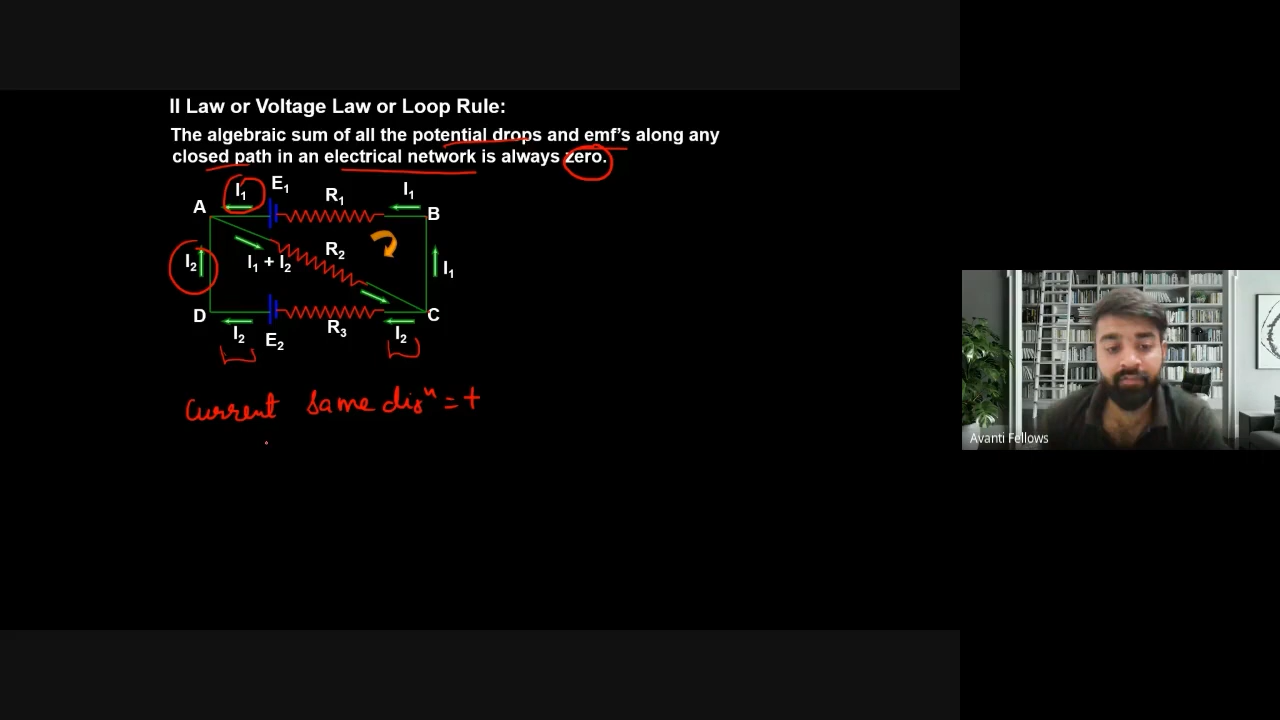 II Law or Voltage Law or Loop Rule:
The algebraic sum of all the potential drops and emf's along any
closed path in an electrical network is always zero.
I1 E1 R1 I1
A B
I2 I1 + I2 R2 I1
D C
I2 E2 R3 I2
Current same dirⁿ = +
Avanti Fellows